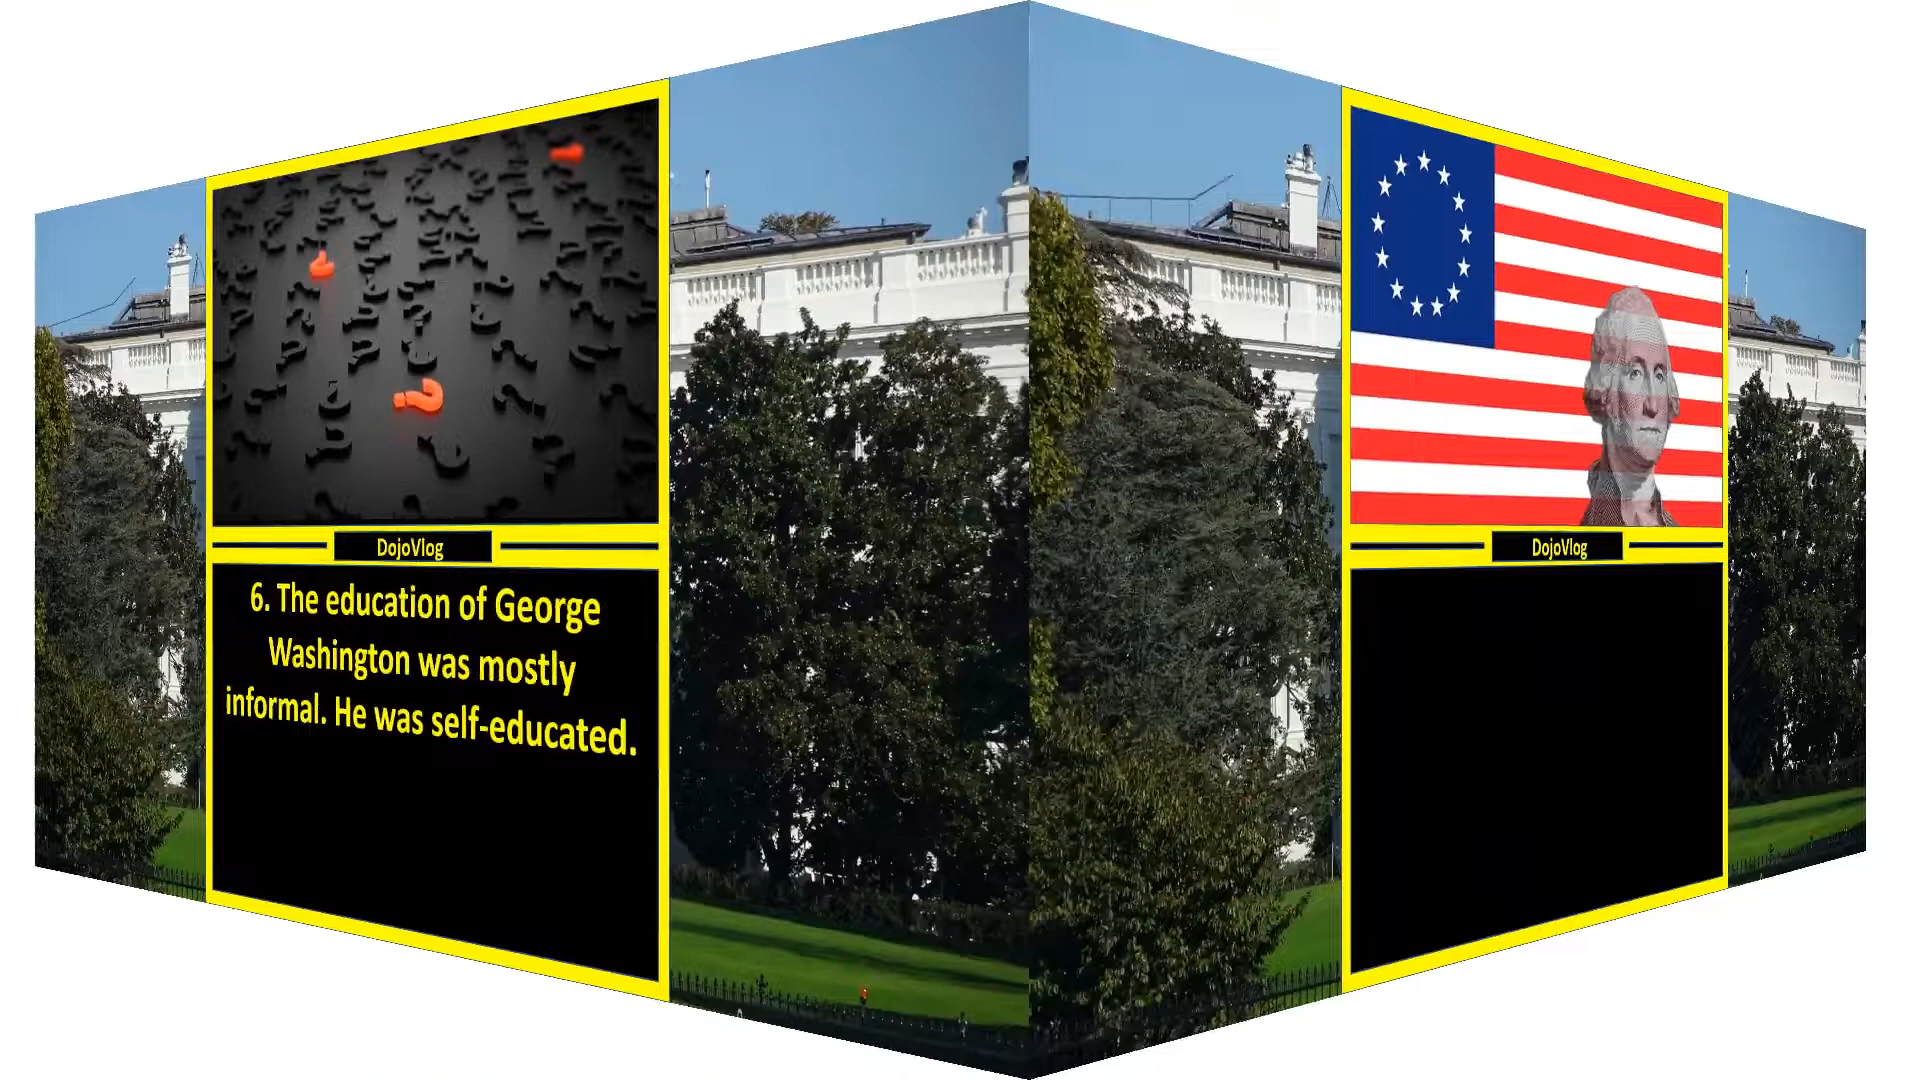 DojoVlog
6. The education of George
Washington was mostly
informal. He was self-educated.
DojoVlog